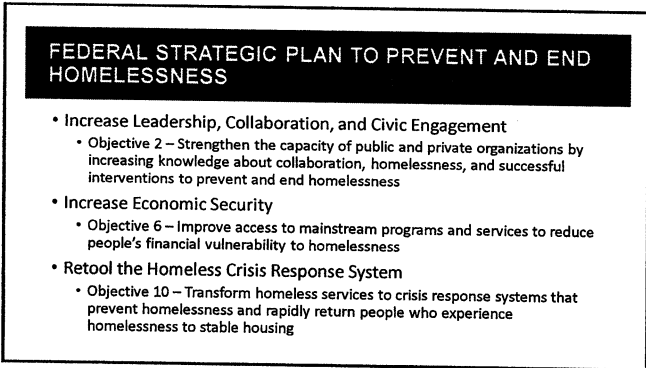 FEDERAL STRATEGIC PLAN TO PREVENT AND END
HOMELESSNESS
• Increase Leadership, Collaboration, and Civic Engagement
• Objective 2 – Strengthen the capacity of public and private organizations by
increasing knowledge about collaboration, homelessness, and successful
interventions to prevent and end homelessness
• Increase Economic Security
• Objective 6 – Improve access to mainstream programs and services to reduce
people's financial vulnerability to homelessness
• Retool the Homeless Crisis Response System
• Objective 10 – Transform homeless services to crisis response systems that
prevent homelessness and rapidly return people who experience
homelessness to stable housing